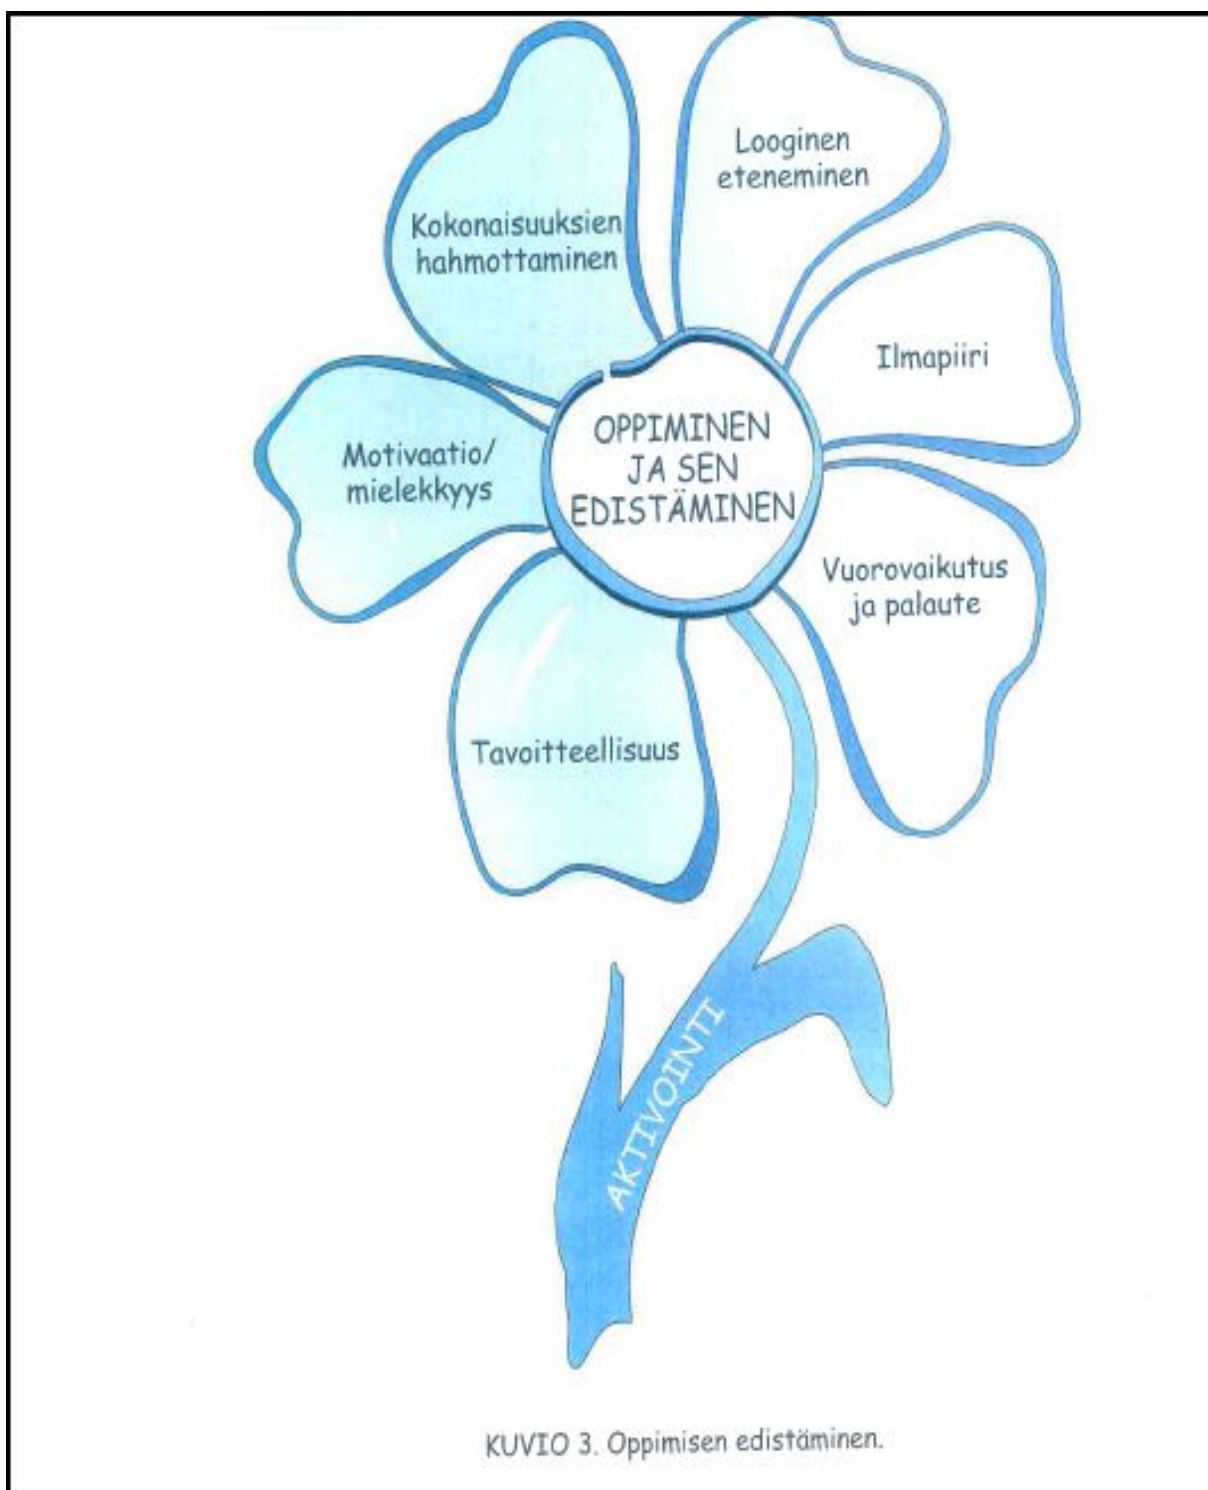 Looginen
eteneminen
Kokonaisuuksien
hahmottaminen
Ilmapiiri
OPPIMINEN
JA SEN
EDISTÄMINEN
Motivaatio/
mielekkyys
Vuorovaikutus
ja palaute
Tavoitteellisuus
AKTIVOINTI
KUVIO 3. Oppimisen edistäminen.